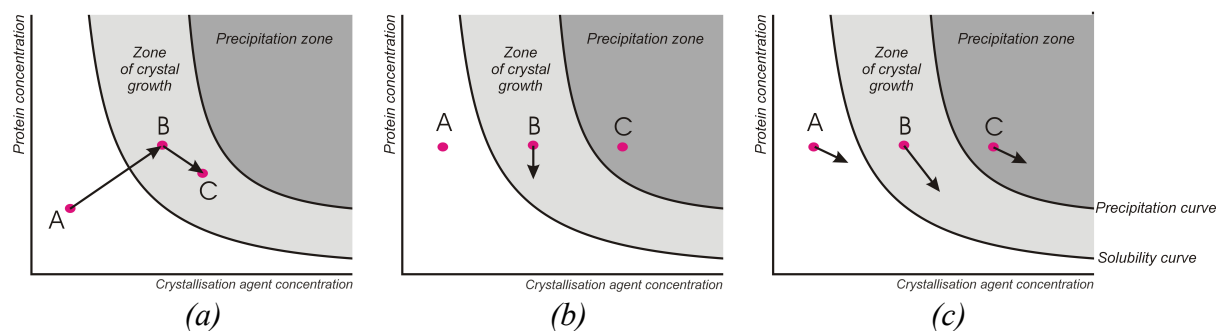 Protein concentration
Zone
of crystal
growth
Precipitation zone
A
B
C
Crystallisation agent concentration
(a)
Protein concentration
Zone
of crystal
growth
Precipitation zone
A
B
C
Crystallisation agent concentration
(b)
Protein concentration
Zone
of crystal
growth
Precipitation zone
A
B
C
Precipitation curve
Solubility curve
Crystallisation agent concentration
(c)